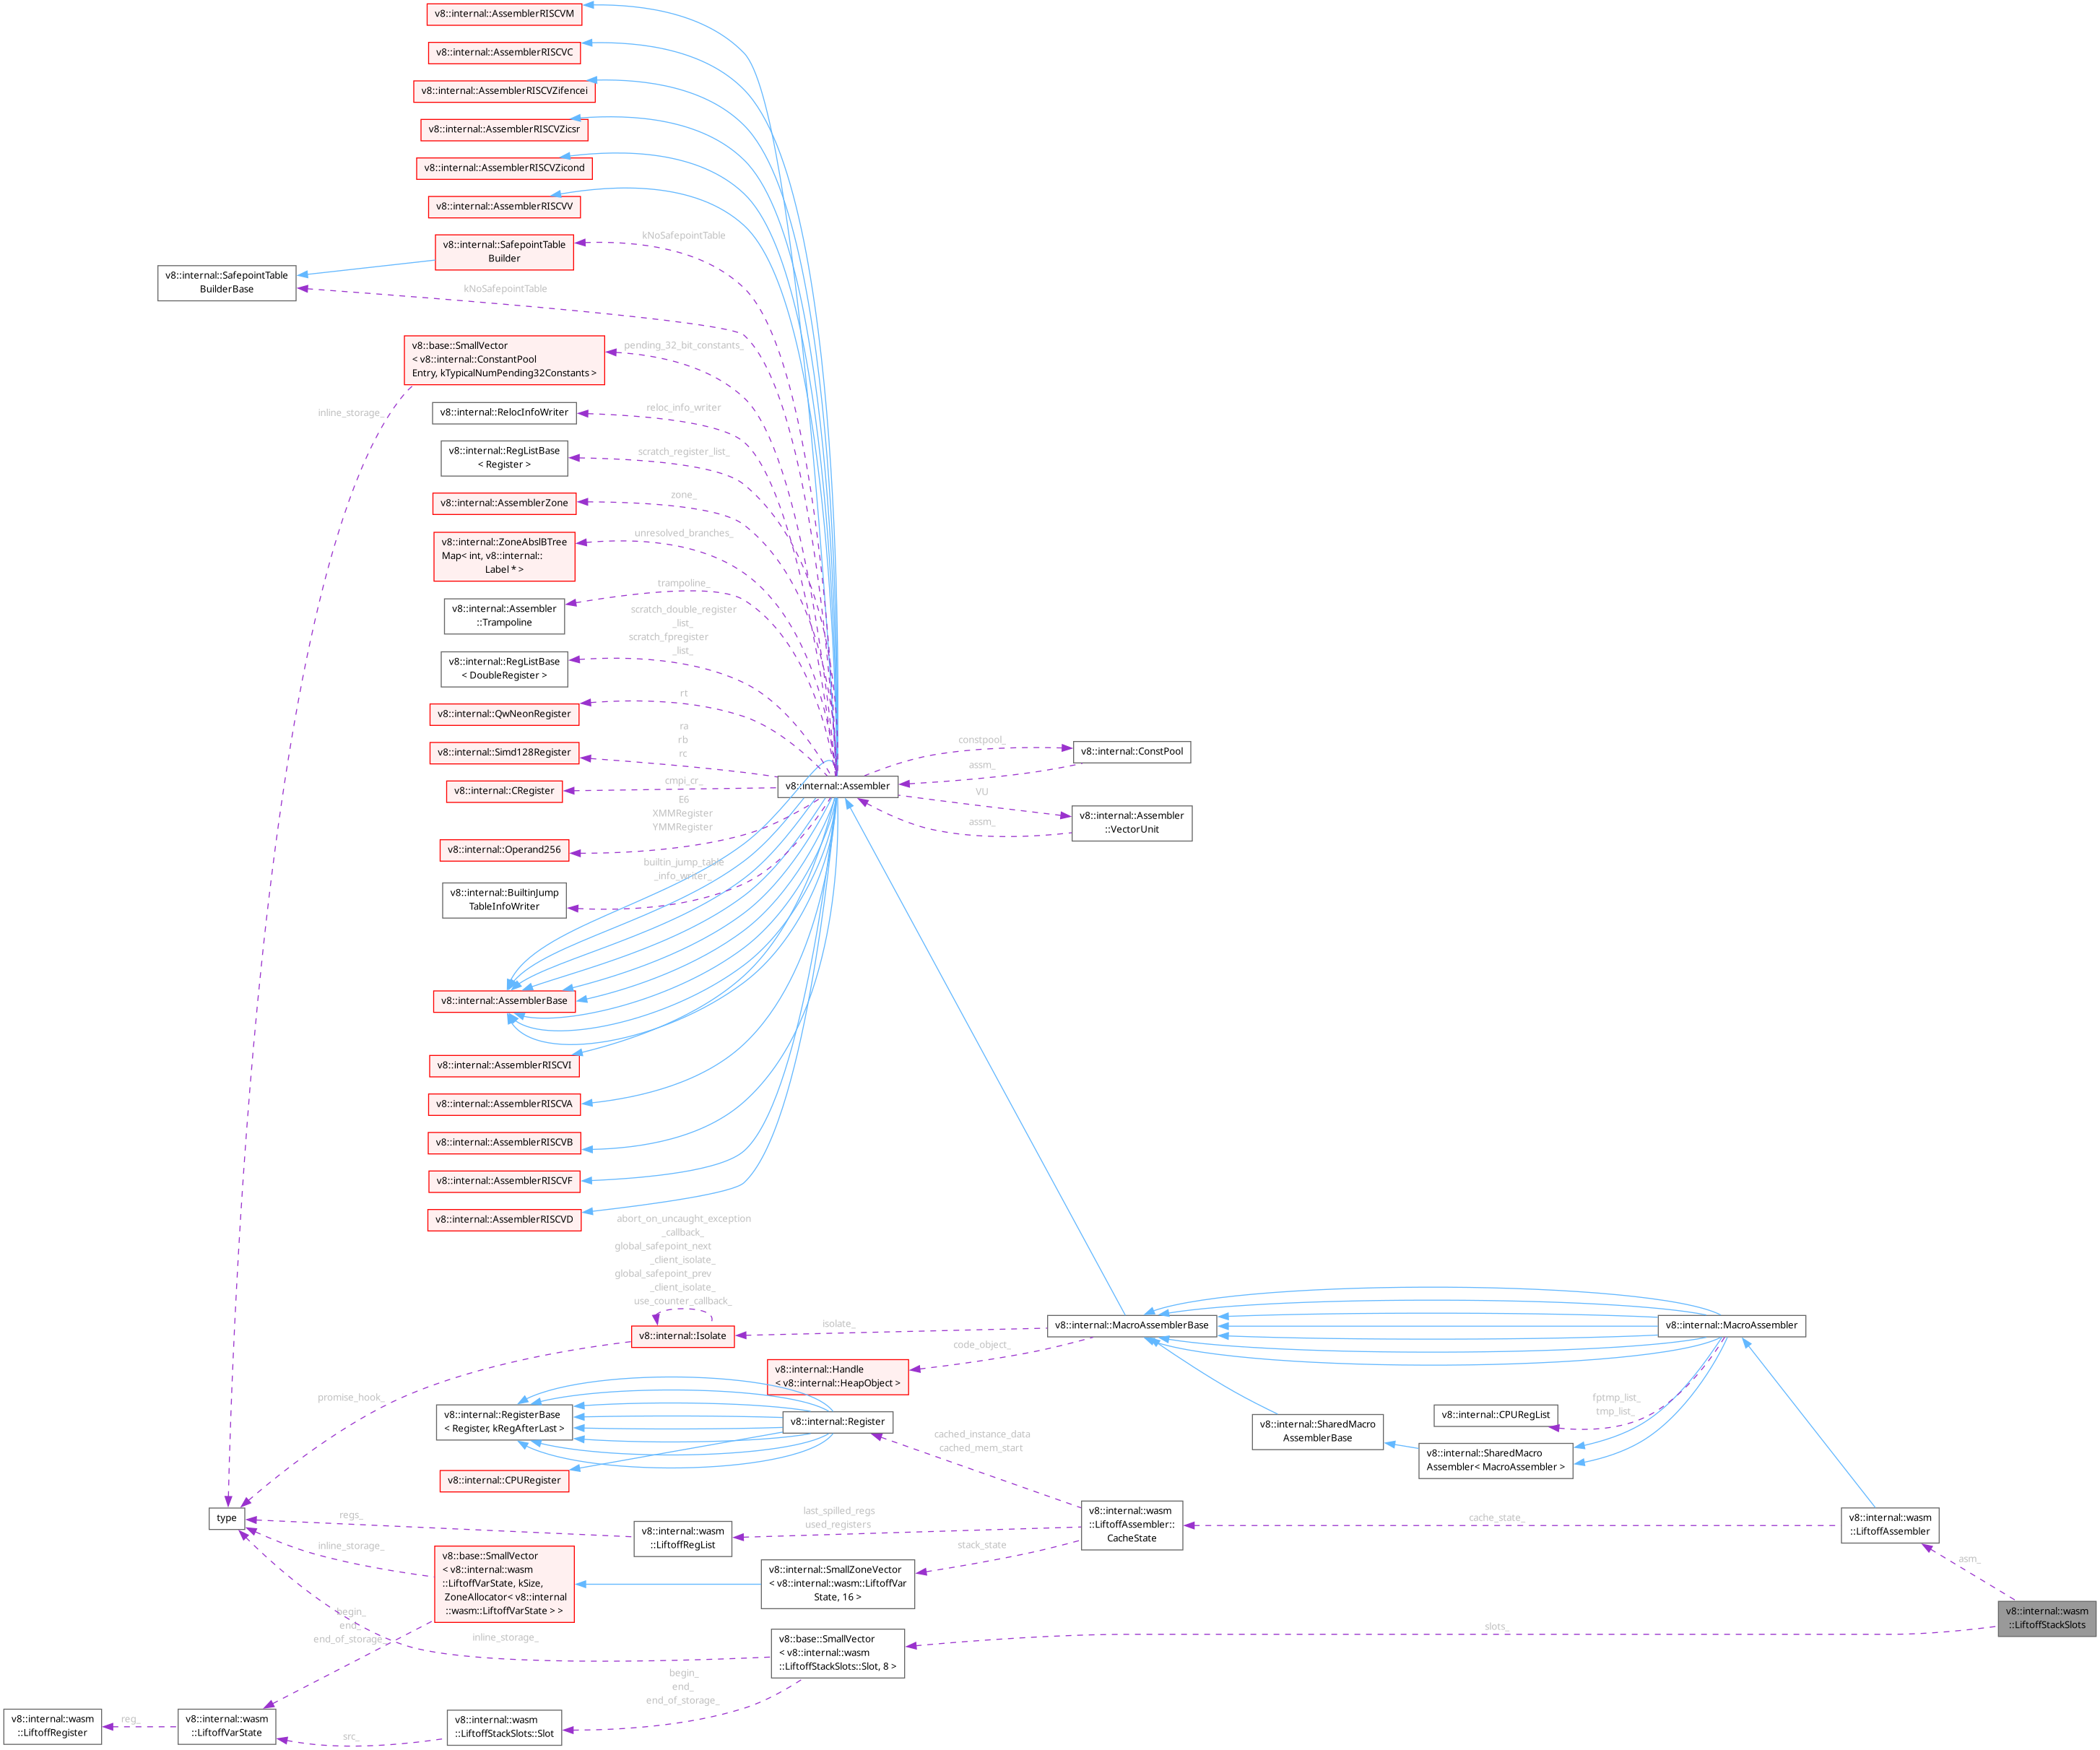 v8::internal::AssemblerRISCVM
v8::internal::AssemblerRISCVC
v8::internal::AssemblerRISCVZifencei
v8::internal::AssemblerRISCVZicsr
v8::internal::AssemblerRISCVZicond
v8::internal::AssemblerRISCVV
kNoSafepointTable
v8::internal::SafepointTable
Builder
v8::internal::SafepointTable
BuilderBase
kNoSafepointTable
v8::base::SmallVector
< v8::internal::ConstantPool
Entry, kTypicalNumPending32Constants >
pending_32_bit_constants_
inline_storage_
v8::internal::RelocInfoWriter
reloc_info_writer
v8::internal::RegListBase
< Register >
scratch_register_list_
v8::internal::AssemblerZone
zone_
v8::internal::ZoneAbslBTree
Map< int, v8::internal::
Label * >
unresolved_branches_
v8::internal::Assembler
::Trampoline
trampoline_
scratch_double_register
_list_
scratch_fpregister
_list_
v8::internal::RegListBase
< DoubleRegister >
v8::internal::QwNeonRegister
rt
v8::internal::Simd128Register
ra
rb
rc
v8::internal::CRegister
cmpi_cr_
v8::internal::Assembler
constpool_
v8::internal::ConstPool
assm_
VU
v8::internal::Assembler
::VectorUnit
assm_
E6
XMMRegister
YMMRegister
v8::internal::Operand256
v8::internal::BuiltinJump
TableInfoWriter
builtin_jump_table
_info_writer_
v8::internal::AssemblerBase
v8::internal::AssemblerRISCVI
v8::internal::AssemblerRISCVA
v8::internal::AssemblerRISCVB
v8::internal::AssemblerRISCVF
v8::internal::AssemblerRISCVD
abort_on_uncaught_exception
_callback_
global_safepoint_next
_client_isolate_
global_safepoint_prev
_client_isolate_
use_counter_callback_
v8::internal::Isolate
isolate_
v8::internal::MacroAssemblerBase
v8::internal::MacroAssembler
code_object_
v8::internal::Handle
< v8::internal::HeapObject >
promise_hook_
v8::internal::RegisterBase
< Register, kRegAfterLast >
v8::internal::Register
v8::internal::CPURegister
cached_instance_data
cached_mem_start
v8::internal::SharedMacro
AssemblerBase
fptmp_list_
tmp_list_
v8::internal::CPURegList
v8::internal::SharedMacro
Assembler< MacroAssembler >
type
regs_
v8::internal::wasm
::LiftoffRegList
last_spilled_regs
used_registers
v8::internal::wasm
::LiftoffAssembler::
CacheState
cache_state_
v8::internal::wasm
::LiftoffAssembler
inline_storage_
v8::base::SmallVector
< v8::internal::wasm
::LiftoffVarState, kSize,
ZoneAllocator< v8::internal
::wasm::LiftoffVarState > >
v8::internal::SmallZoneVector
< v8::internal::wasm::LiftoffVar
State, 16 >
stack_state
asm_
v8::internal::wasm
::LiftoffStackSlots
begin_
end_
end_of_storage_
inline_storage_
v8::base::SmallVector
< v8::internal::wasm
::LiftoffStackSlots::Slot, 8 >
slots_
begin_
end_
end_of_storage_
v8::internal::wasm
::LiftoffRegister
reg_
v8::internal::wasm
::LiftoffVarState
src_
v8::internal::wasm
::LiftoffStackSlots::Slot